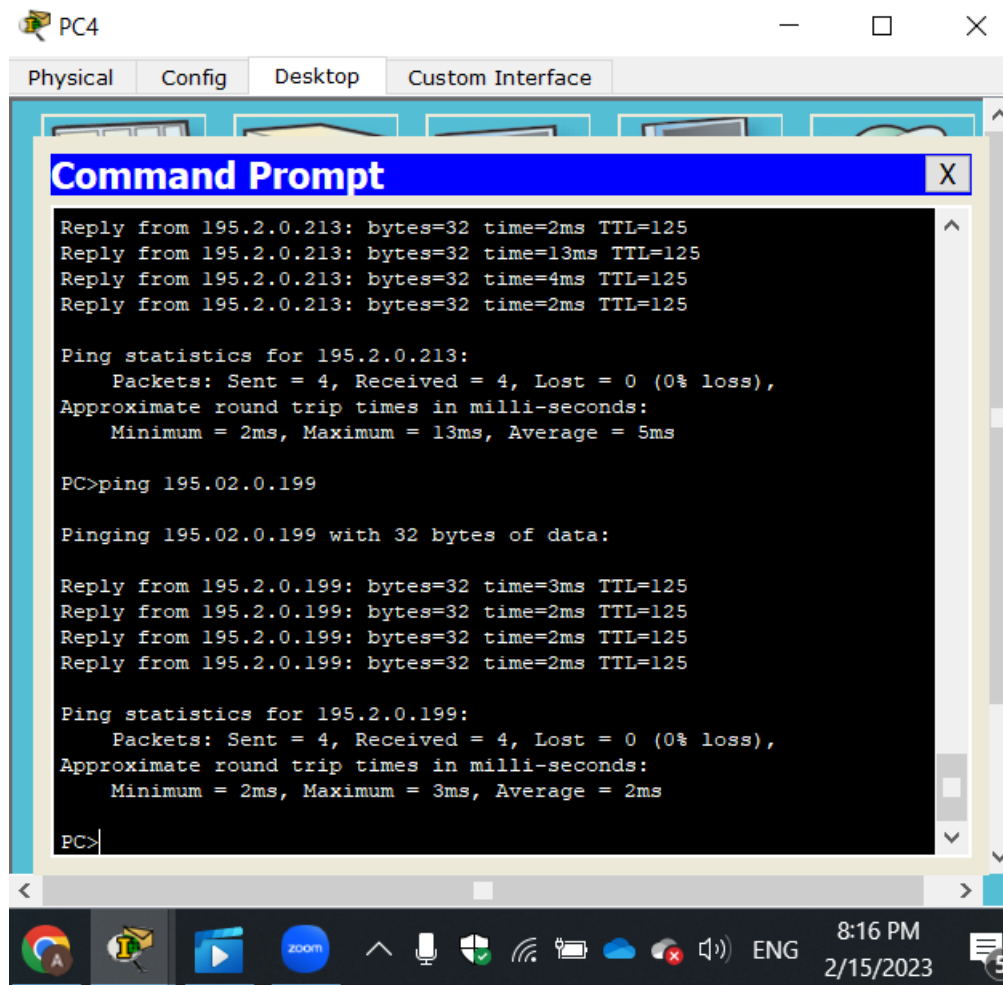 PC4
Physical Config Desktop Custom Interface
Command Prompt X
Reply from 195.2.0.213: bytes=32 time=2ms TTL=125
Reply from 195.2.0.213: bytes=32 time=13ms TTL=125
Reply from 195.2.0.213: bytes=32 time=4ms TTL=125
Reply from 195.2.0.213: bytes=32 time=2ms TTL=125
Ping statistics for 195.2.0.213:
Packets: Sent = 4, Received = 4, Lost = 0 (0% loss),
Approximate round trip times in milli-seconds:
Minimum = 2ms, Maximum = 13ms, Average = 5ms
PC>ping 195.02.0.199
Pinging 195.02.0.199 with 32 bytes of data:
Reply from 195.2.0.199: bytes=32 time=3ms TTL=125
Reply from 195.2.0.199: bytes=32 time=2ms TTL=125
Reply from 195.2.0.199: bytes=32 time=2ms TTL=125
Reply from 195.2.0.199: bytes=32 time=2ms TTL=125
Ping statistics for 195.2.0.199:
Packets: Sent = 4, Received = 4, Lost = 0 (0% loss),
Approximate round trip times in milli-seconds:
Minimum = 2ms, Maximum = 3ms, Average = 2ms
PC>
A zoom ENG 8:16 PM
2/15/2023 5